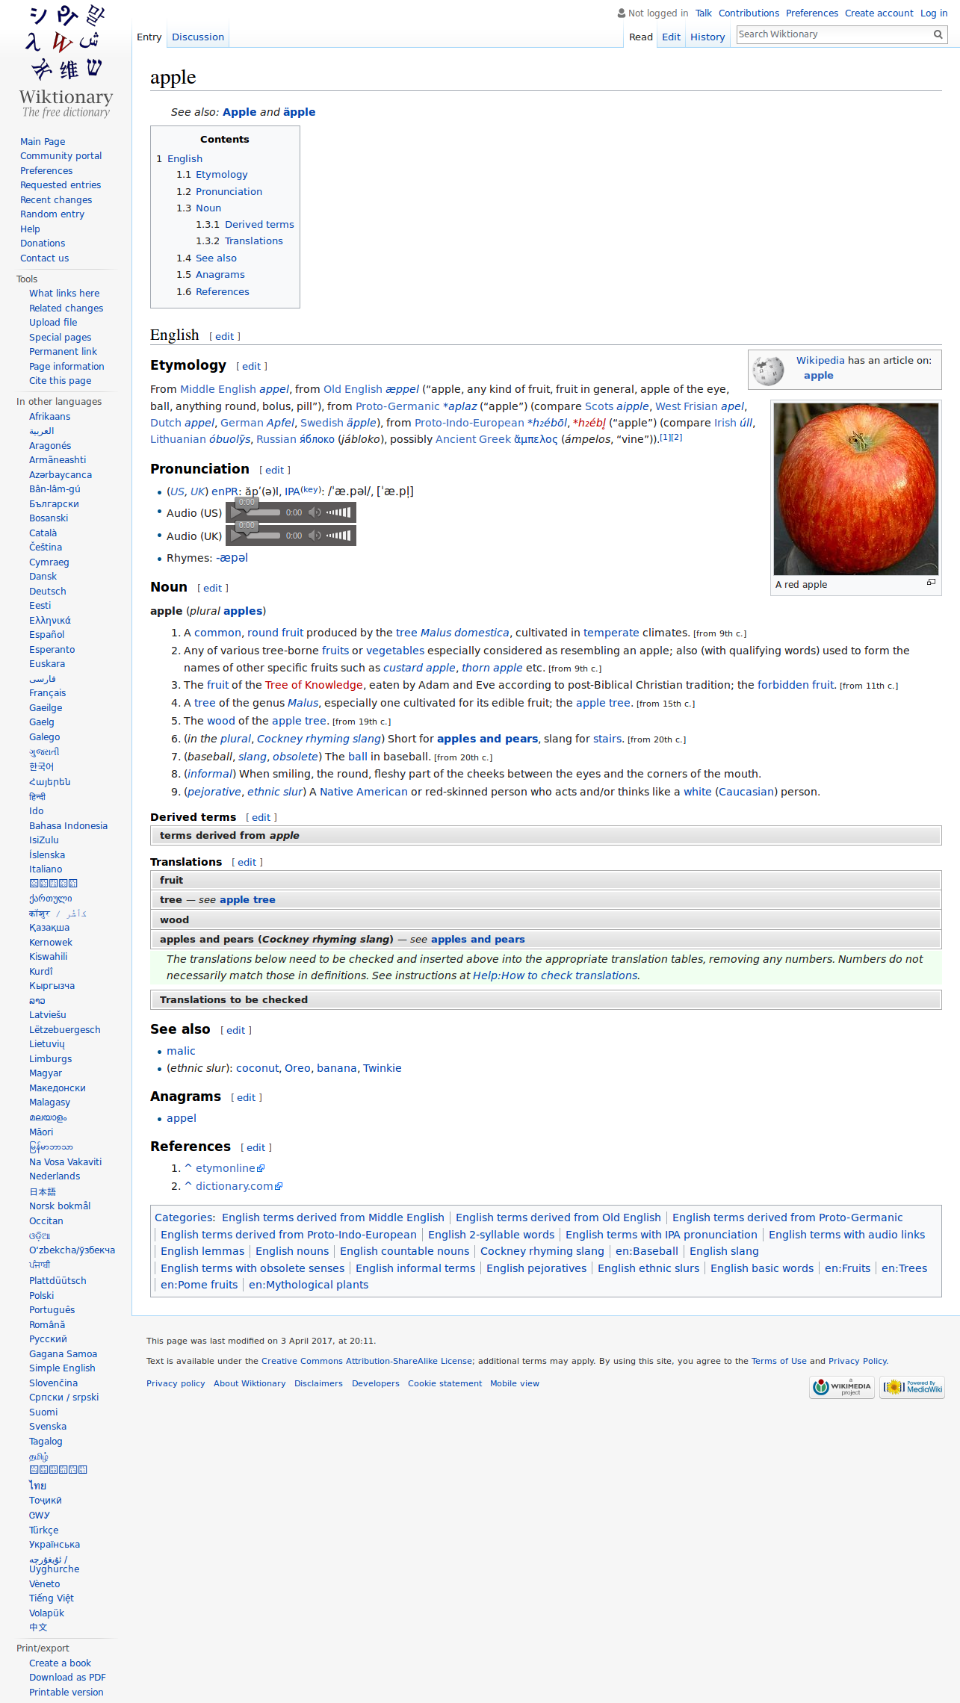 Wiktionary
The free dictionary
Main Page
Community portal
Preferences
Requested entries
Recent changes
Random entry
Help
Donations
Contact us
Tools
What links here
Related changes
Upload file
Special pages
Permanent link
Page information
Cite this page
In other languages
Afrikaans
العربية
Aragonés
Armãneashti
Azərbaycanca
Bân-lâm-gú
Български
Bosanski
Català
Čeština
Cymraeg
Dansk
Deutsch
Eesti
Ελληνικά
Español
Esperanto
Euskara
فارسی
Français
Gaeilge
Gaelg
Galego
ગુજરાતી
한국어
Հայերեն
हिन्दी
Ido
Bahasa Indonesia
IsiZulu
Íslenska
Italiano
ქართული
कॉशुर / کٲشُر
Қазақша
Kernowek
Kiswahili
Kurdî
Кыргызча
ລາວ
Latviešu
Lëtzebuergesch
Lietuvių
Limburgs
Magyar
Македонски
Malagasy
മലയാളം
Māori
မြန်မာဘာသာ
Na Vosa Vakaviti
Nederlands
日本語
Norsk bokmål
Occitan
ଓଡ଼ିଆ
Oʻzbekcha/ўзбекча
ਪੰਜਾਬੀ
Plattdüütsch
Polski
Português
Română
Русский
Gagana Samoa
Simple English
Slovenčina
Српски / srpski
Suomi
Svenska
Tagalog
தமிழ்
ไทย
Тоҷикӣ
ᏣᎳᎩ
Türkçe
Українська
ئۇيغۇرچە /
Uyghurche
Vèneto
Tiếng Việt
Volapük
中文
Print/export
Create a book
Download as PDF
Printable version
Not logged in Talk Contributions Preferences Create account Log in
Entry Discussion Read Edit History Search Wiktionary
apple
See also: Apple and äpple
Contents
1 English
1.1 Etymology
1.2 Pronunciation
1.3 Noun
1.3.1 Derived terms
1.3.2 Translations
1.4 See also
1.5 Anagrams
1.6 References
English [ edit ]
Wikipedia has an article on:
apple
Etymology [ edit ]
From Middle English appel, from Old English æppel (“apple, any kind of fruit, fruit in general, apple of the eye,
ball, anything round, bolus, pill”), from Proto-Germanic *aplaz (“apple”) (compare Scots aipple, West Frisian apel,
Dutch appel, German Apfel, Swedish äpple), from Proto-Indo-European *h₂ébōl, *h₂ébl̥ (“apple”) (compare Irish úll,
Lithuanian óbuolỹs, Russian я́блоко (jábloko), possibly Ancient Greek ἄμπελος (ámpelos, “vine”)).[1][2]
A red apple
Pronunciation [ edit ]
• (US, UK) enPR: ăpʹ(ə)l, IPA(key): /ˈæ.pəl/, [ˈæ.pl̩]
• Audio (US) 0:00 0:00
• Audio (UK) 0:00 0:00
• Rhymes: -æpəl
Noun [ edit ]
apple (plural apples)
1. A common, round fruit produced by the tree Malus domestica, cultivated in temperate climates. [from 9th c.]
2. Any of various tree-borne fruits or vegetables especially considered as resembling an apple; also (with qualifying words) used to form the
names of other specific fruits such as custard apple, thorn apple etc. [from 9th c.]
3. The fruit of the Tree of Knowledge, eaten by Adam and Eve according to post-Biblical Christian tradition; the forbidden fruit. [from 11th c.]
4. A tree of the genus Malus, especially one cultivated for its edible fruit; the apple tree. [from 15th c.]
5. The wood of the apple tree. [from 19th c.]
6. (in the plural, Cockney rhyming slang) Short for apples and pears, slang for stairs. [from 20th c.]
7. (baseball, slang, obsolete) The ball in baseball. [from 20th c.]
8. (informal) When smiling, the round, fleshy part of the cheeks between the eyes and the corners of the mouth.
9. (pejorative, ethnic slur) A Native American or red-skinned person who acts and/or thinks like a white (Caucasian) person.
Derived terms [ edit ]
terms derived from apple
Translations [ edit ]
fruit
tree — see apple tree
wood
apples and pears (Cockney rhyming slang) — see apples and pears
The translations below need to be checked and inserted above into the appropriate translation tables, removing any numbers. Numbers do not
necessarily match those in definitions. See instructions at Help:How to check translations.
Translations to be checked
See also [ edit ]
• malic
• (ethnic slur): coconut, Oreo, banana, Twinkie
Anagrams [ edit ]
• appel
References [ edit ]
1. ^ etymonline
2. ^ dictionary.com
Categories: English terms derived from Middle English | English terms derived from Old English | English terms derived from Proto-Germanic
| English terms derived from Proto-Indo-European | English 2-syllable words | English terms with IPA pronunciation | English terms with audio links
| English lemmas | English nouns | English countable nouns | Cockney rhyming slang | en:Baseball | English slang
| English terms with obsolete senses | English informal terms | English pejoratives | English ethnic slurs | English basic words | en:Fruits | en:Trees
| en:Pome fruits | en:Mythological plants
This page was last modified on 3 April 2017, at 20:11.
Text is available under the Creative Commons Attribution-ShareAlike License; additional terms may apply. By using this site, you agree to the Terms of Use and Privacy Policy.
Privacy policy About Wiktionary Disclaimers Developers Cookie statement Mobile view
A WIKIMEDIA project
Powered By MediaWiki